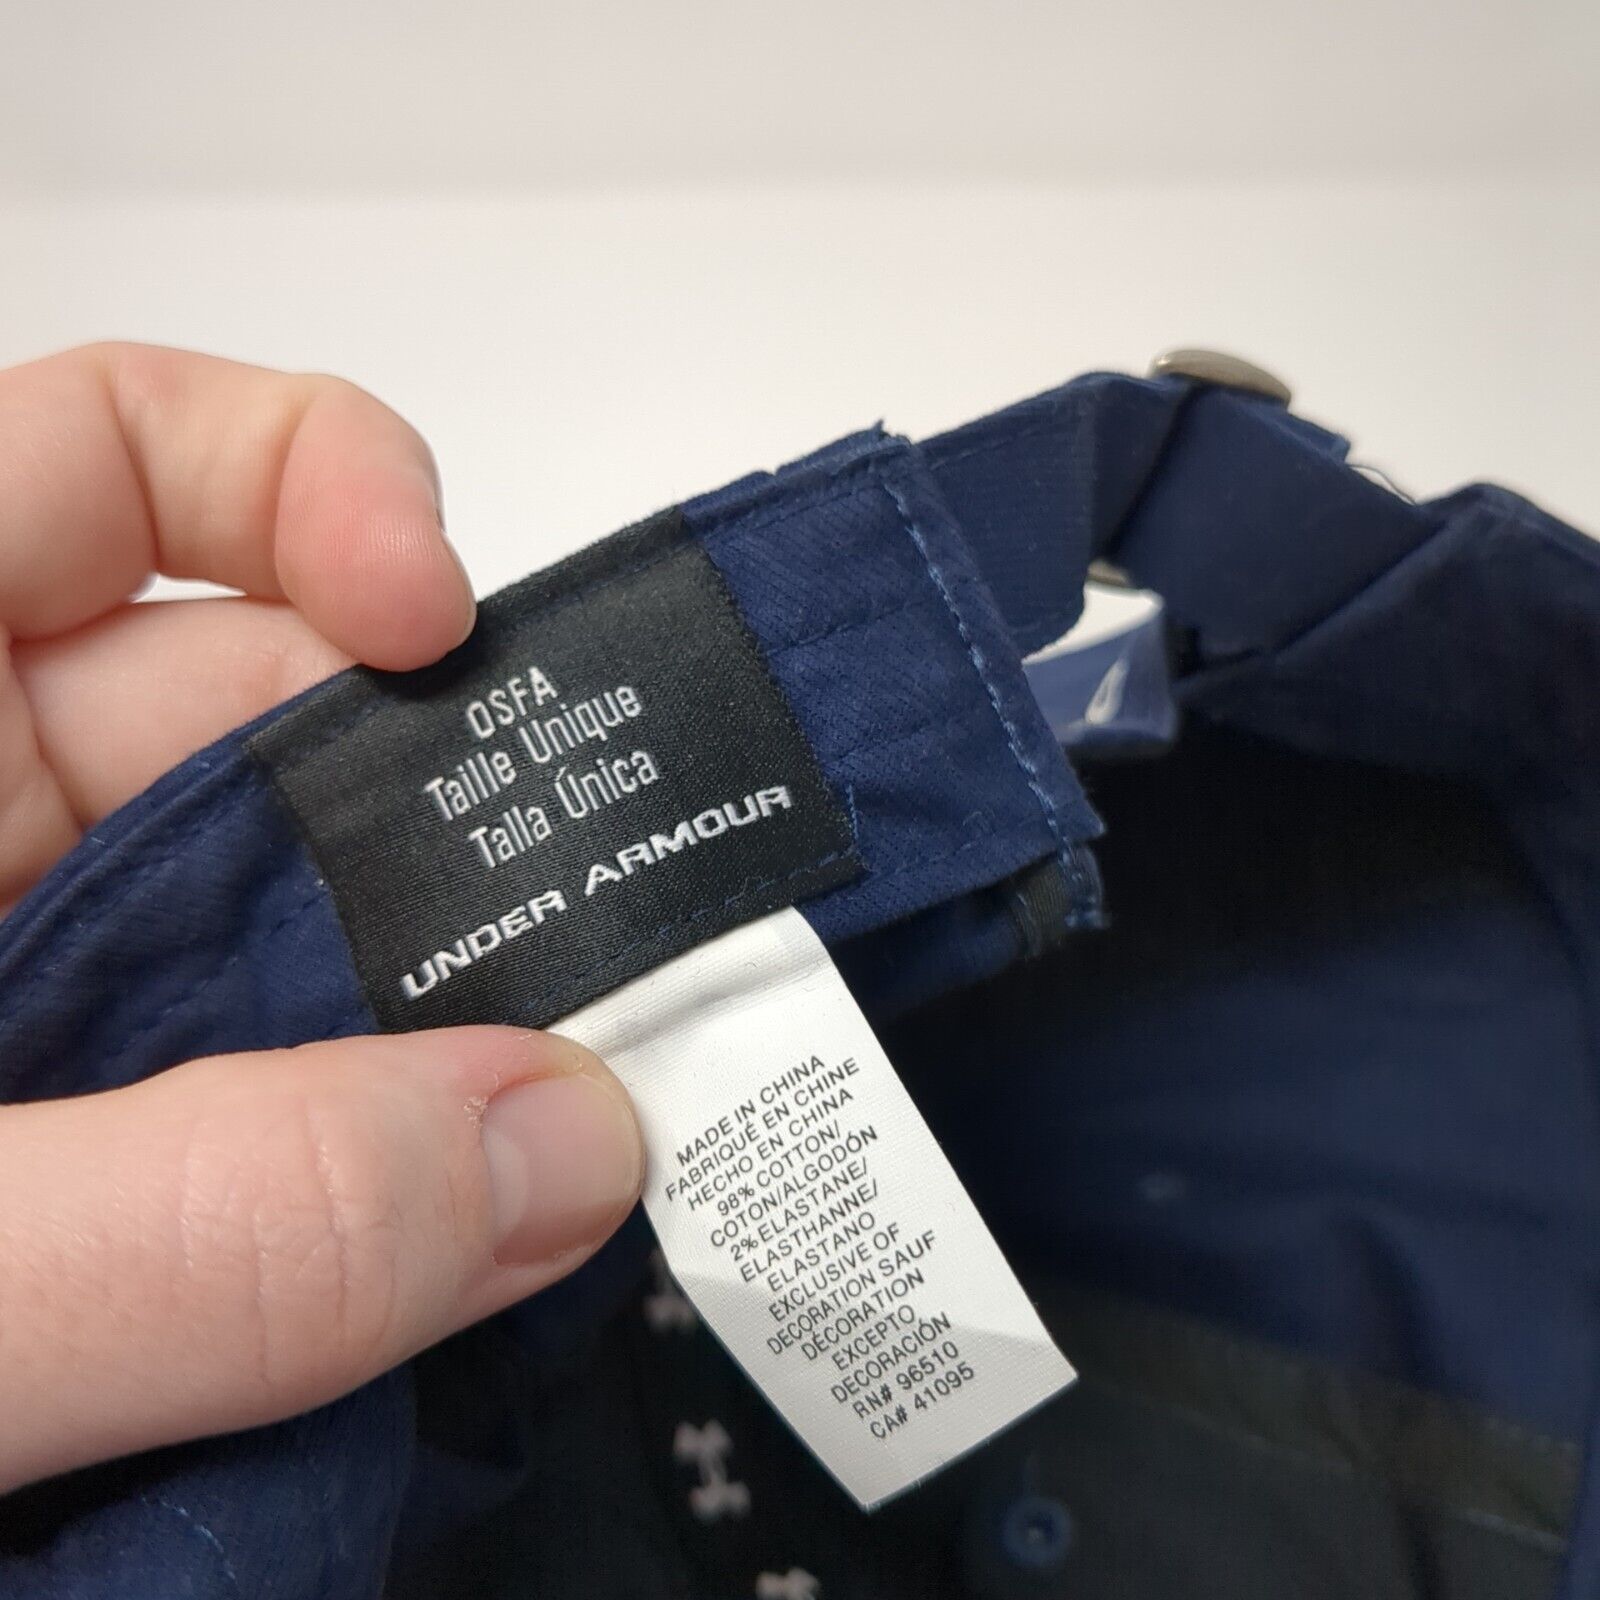 OSFA
Taille Unique
Talla Única
UNDER ARMOUR
MADE IN CHINA
FABRIQUÉ EN CHINE
HECHO EN CHINA
98% COTTON/
COTON/ALGODÓN
2% ELASTANE/
ELASTHANNE/
ELASTANO
EXCLUSIVE OF
DECORATION SAUF
DÉCORATION
EXCEPTO
DECORACIÓN
RN# 96510
CA# 41095